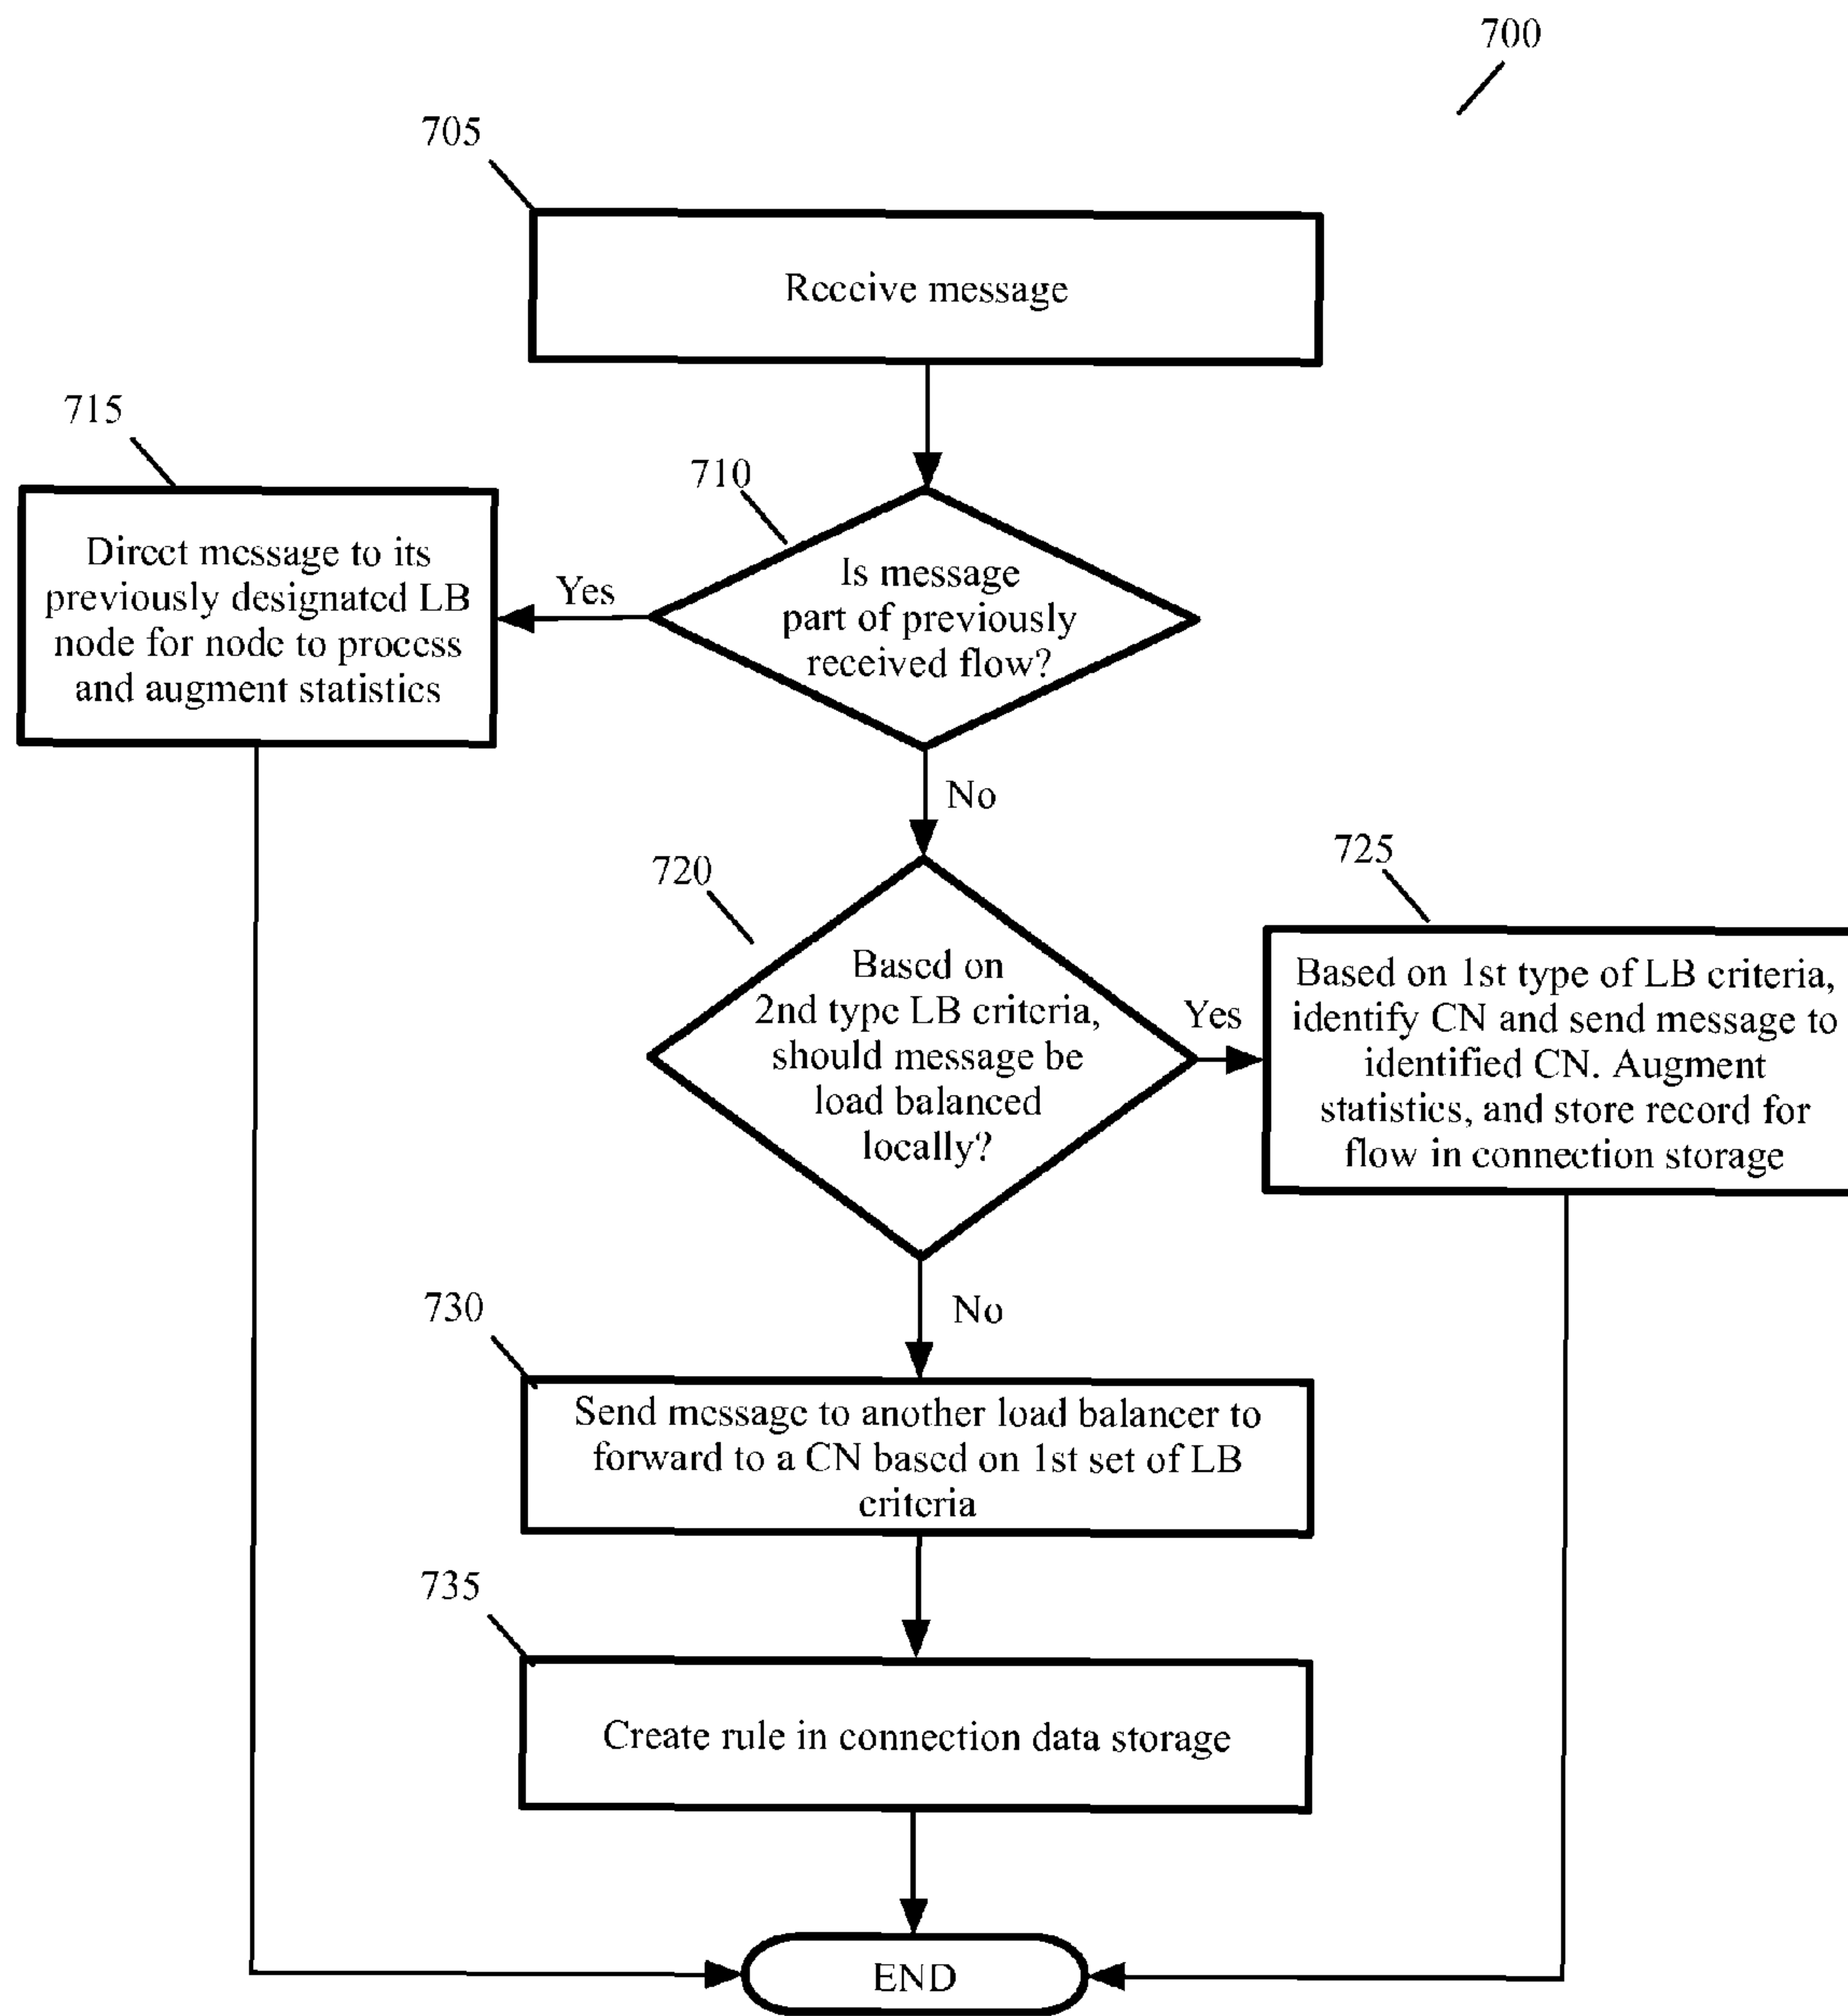 700
705
Receive message
715
710
Direct message to its
previously designated LB
node for node to process
and augment statistics
Yes
Is message
part of previously
received flow?
No
720
725
Based on
2nd type LB criteria,
should message be
load balanced
locally?
Yes
Based on 1st type of LB criteria,
identify CN and send message to
identified CN. Augment
statistics, and store record for
flow in connection storage
730
No
Send message to another load balancer to
forward to a CN based on 1st set of LB
criteria
735
Create rule in connection data storage
END